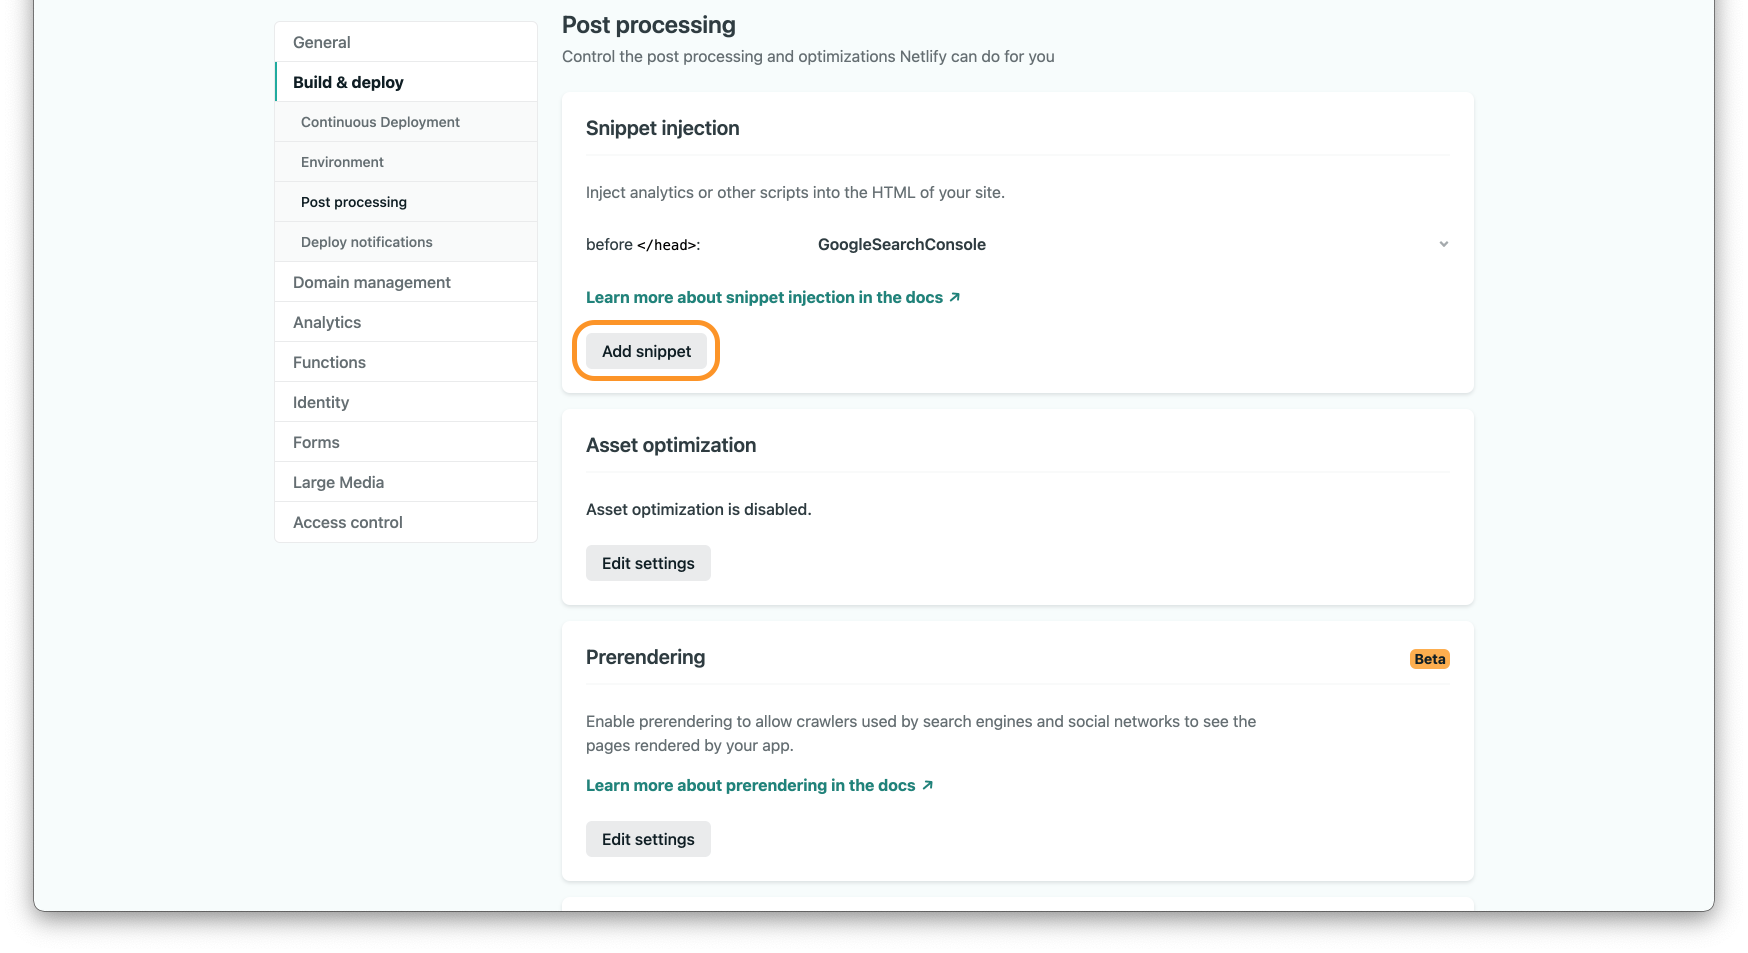 General
Build & deploy
Continuous Deployment
Environment
Post processing
Deploy notifications
Domain management
Analytics
Functions
Identity
Forms
Large Media
Access control
Post processing
Control the post processing and optimizations Netlify can do for you
Snippet injection
Inject analytics or other scripts into the HTML of your site.
before </head>: GoogleSearchConsole
Learn more about snippet injection in the docs ↗
Add snippet
Asset optimization
Asset optimization is disabled.
Edit settings
Prerendering Beta
Enable prerendering to allow crawlers used by search engines and social networks to see the
pages rendered by your app.
Learn more about prerendering in the docs ↗
Edit settings